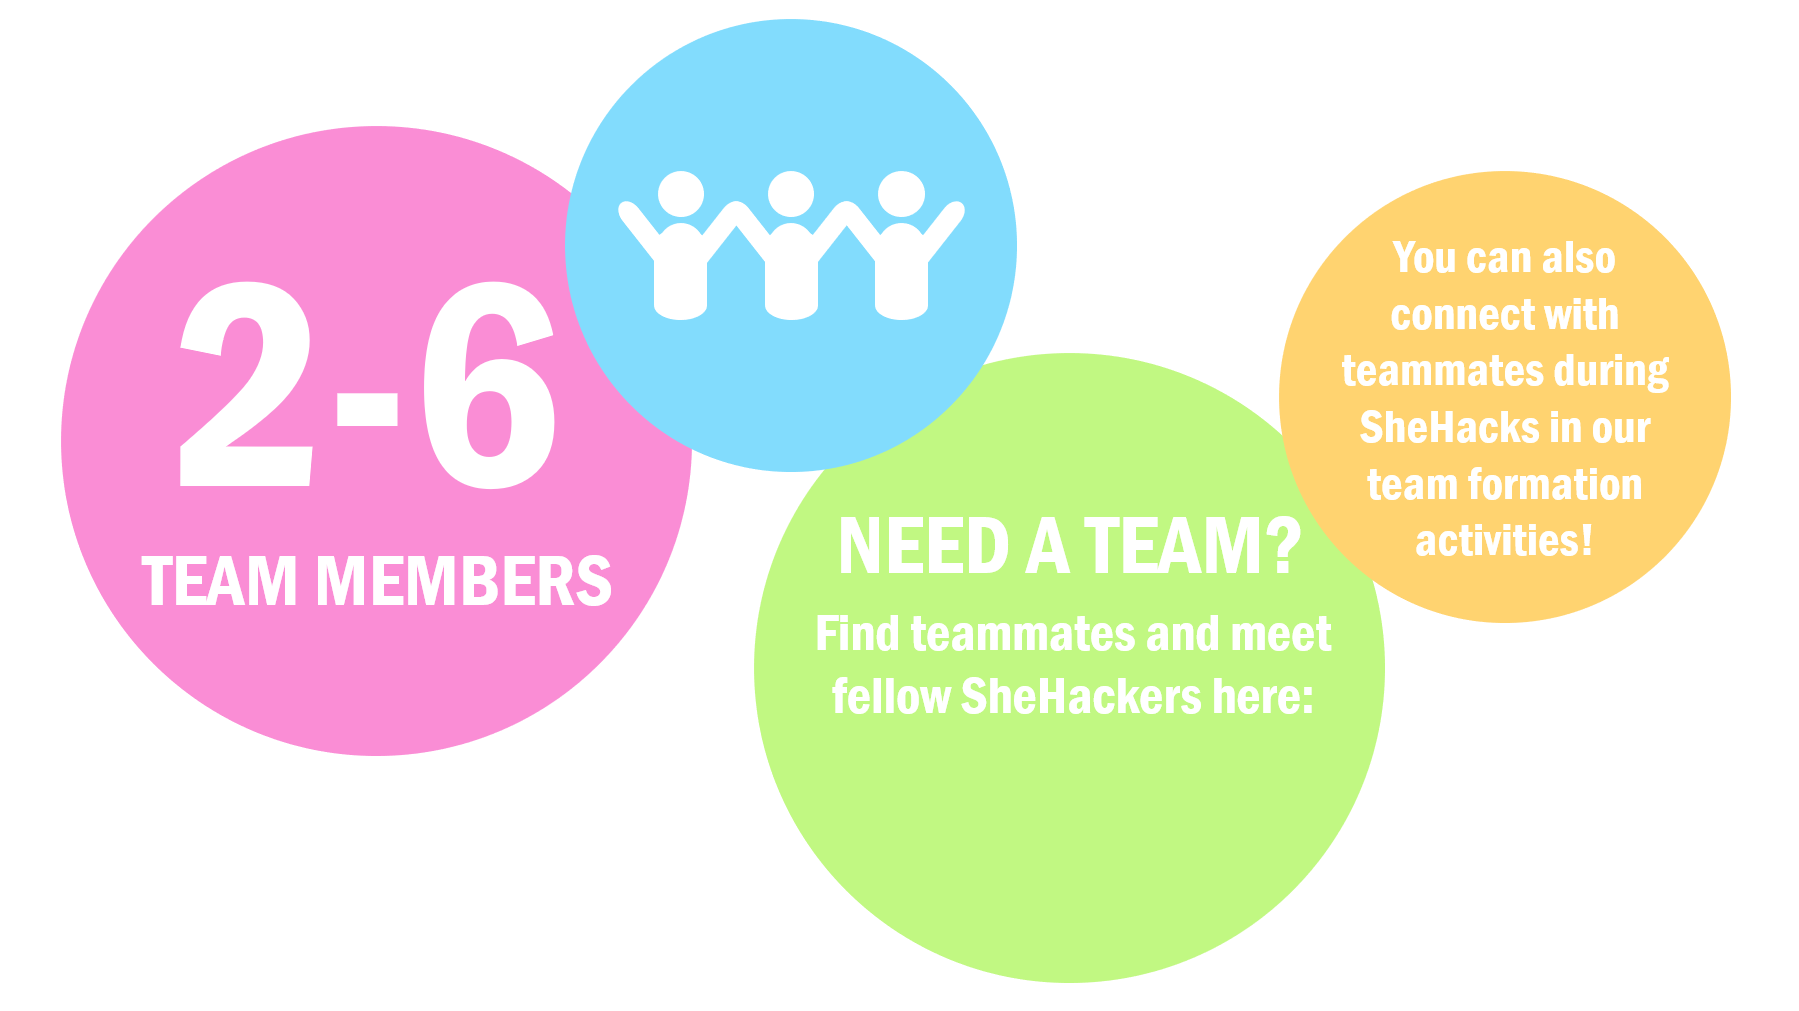 2-6
TEAM MEMBERS
NEED A TEAM?
Find teammates and meet
fellow SheHackers here:
You can also
connect with
teammates during
SheHacks in our
team formation
activities!